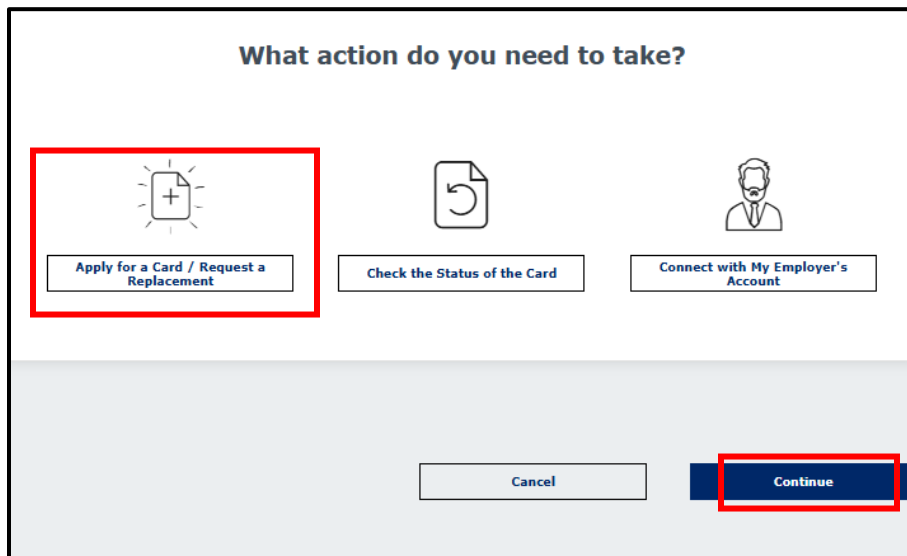 What action do you need to take?
Apply for a Card / Request a
Replacement
Check the Status of the Card
Connect with My Employer's
Account
Cancel
Continue